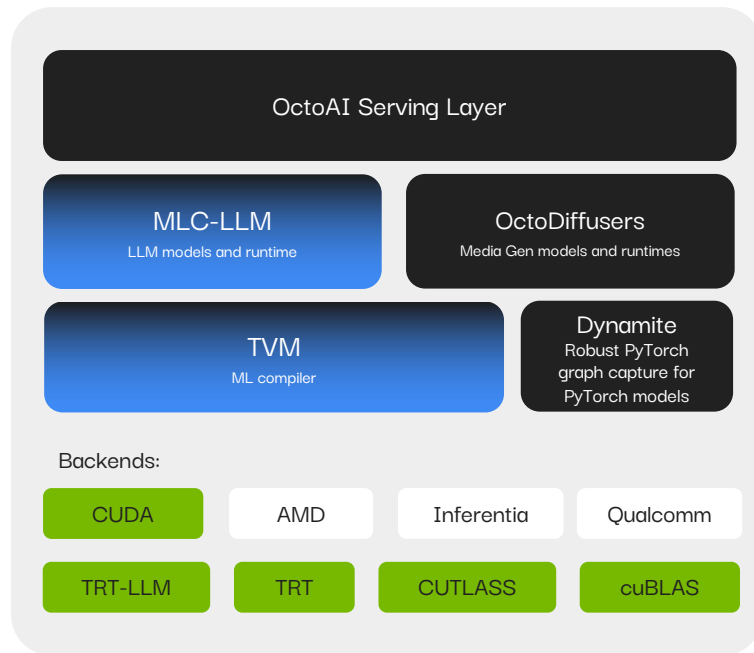 OctoAI Serving Layer
MLC-LLM
LLM models and runtime
OctoDiffusers
Media Gen models and runtimes
TVM
ML compiler
Dynamite
Robust PyTorch
graph capture for
PyTorch models
Backends:
CUDA
AMD
Inferentia
Qualcomm
TRT-LLM
TRT
CUTLASS
cuBLAS